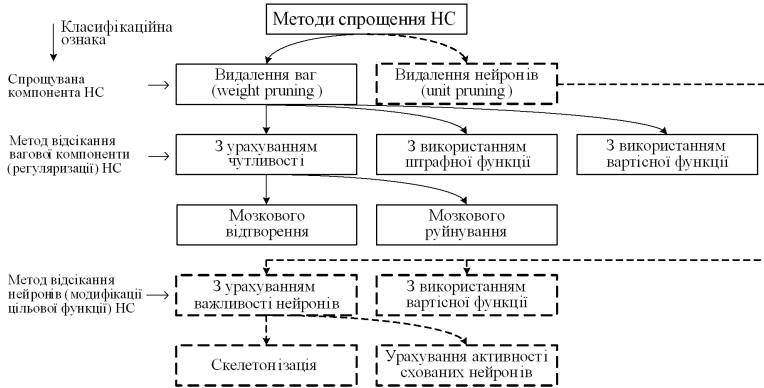 Методи спрощення НС
Класифікаційна
ознака
Спрощувана
компонента НС
Видалення ваг
(weight pruning )
Видалення нейронів
(unit pruning )
Метод відсікання
вагової компоненти
(регуляризації) НС
З урахуванням
чутливості
З використанням
штрафної функції
З використанням
вартісної функції
Мозкового
відтворення
Мозкового
руйнування
Метод відсікання
нейронів (модифікації
цільової функції) НС
З урахуванням
важливості нейронів
З використанням
вартісної функції
Скелетонізація
Урахування активності
схованих нейронів